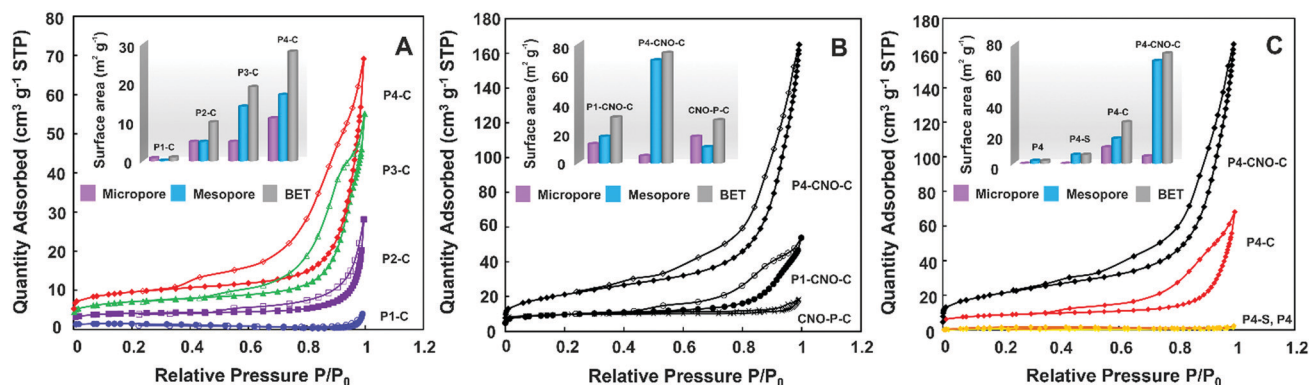 A
Quantity Adsorbed (cm³ g⁻¹ STP)
80
70
60
50
40
30
20
10
0
0 0.2 0.4 0.6 0.8 1 1.2
Relative Pressure P/P₀
Surface area (m² g⁻¹)
30
20
10
0
P1-C
P2-C
P3-C
P4-C
Micropore Mesopore BET
P4-C
P3-C
P2-C
P1-C
B
Quantity Adsorbed (cm³ g⁻¹ STP)
180
160
140
120
100
80
60
40
20
0
0 0.2 0.4 0.6 0.8 1 1.2
Relative Pressure P/P₀
Surface area (m² g⁻¹)
80
60
40
20
0
P1-CNO-C
P4-CNO-C
CNO-P-C
Micropore Mesopore BET
P4-CNO-C
P1-CNO-C
CNO-P-C
C
Quantity Adsorbed (cm³ g⁻¹ STP)
180
160
140
120
100
80
60
40
20
0
0 0.2 0.4 0.6 0.8 1 1.2
Relative Pressure P/P₀
Surface area (m² g⁻¹)
80
60
40
20
0
P4
P4-S
P4-C
P4-CNO-C
Micropore Mesopore BET
P4-CNO-C
P4-C
P4-S, P4